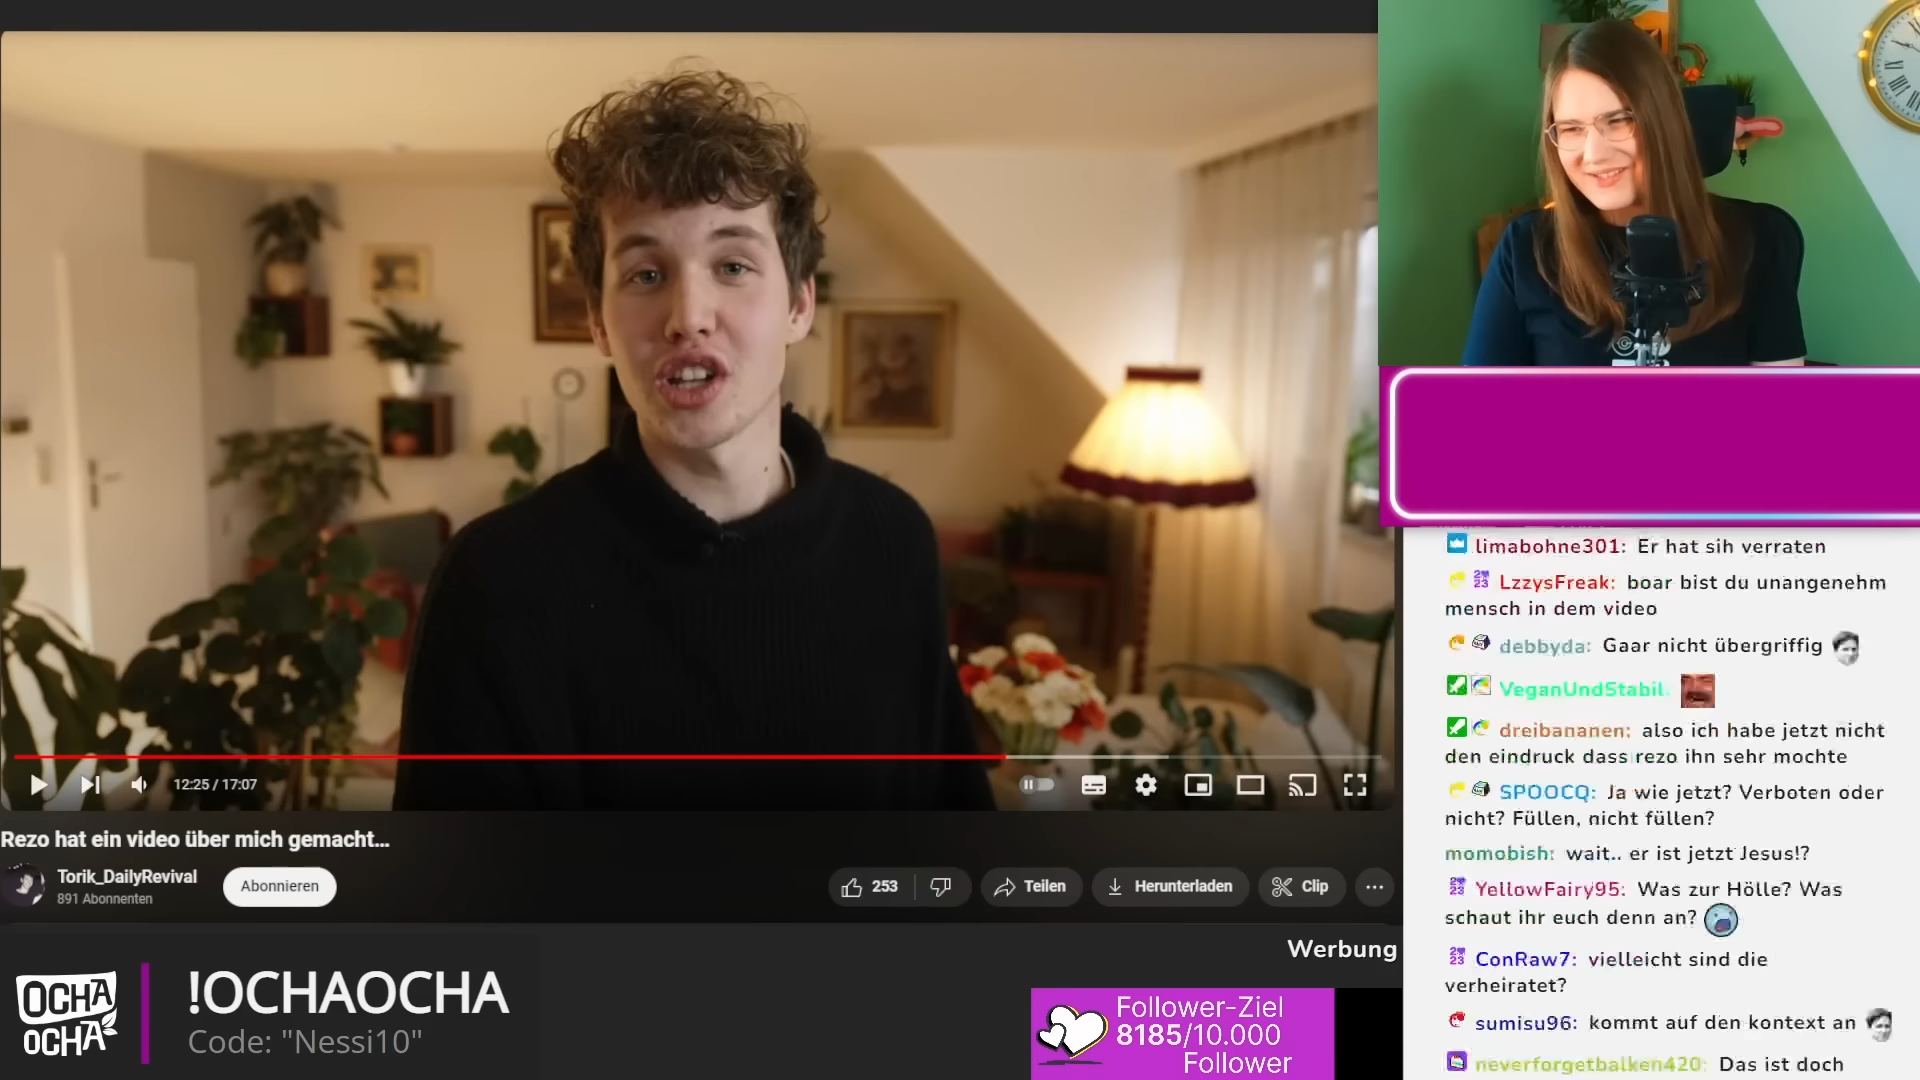 12:25 / 17:07
Rezo hat ein video über mich gemacht...
Torik_DailyRevival
891 Abonnenten
Abonnieren
253
Teilen
Herunterladen
Clip
Werbung
OCHA
OCHA
!OCHAOCHA
Code: "Nessi10"
Follower-Ziel
8185/10.000
Follower
limabohne301: Er hat sih verraten
LzzysFreak: boar bist du unangenehm
mensch in dem video
debbyda: Gaar nicht übergriffig
VeganUndStabil:
dreibananen: also ich habe jetzt nicht
den eindruck dass rezo ihn sehr mochte
SPOOCQ: Ja wie jetzt? Verboten oder
nicht? Füllen, nicht füllen?
momobish: wait.. er ist jetzt Jesus!?
YellowFairy95: Was zur Hölle? Was
schaut ihr euch denn an?
ConRaw7: vielleicht sind die
verheiratet?
sumisu96: kommt auf den kontext an
neverforgetbalken420: Das ist doch